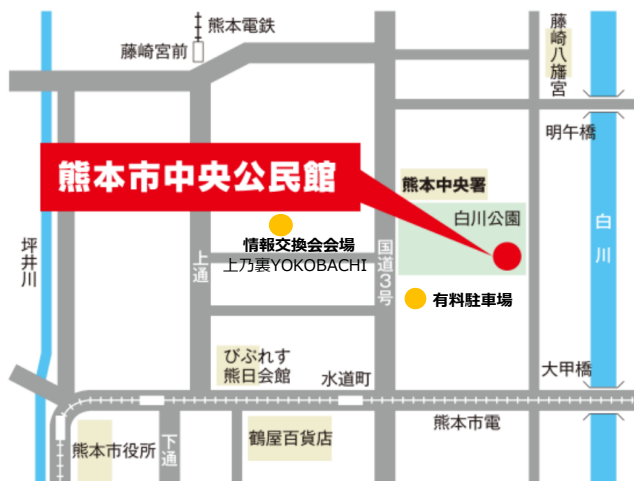 熊本電鉄
藤崎宮前
藤崎八旛宮
明午橋
熊本市中央公民館
熊本中央署
白川公園
白川
坪井川
情報交換会会場
上乃裏YOKOBACHI
上通
国道3号
有料駐車場
びぷれす
熊日会館
水道町
大甲橋
熊本市電
熊本市役所
下通
鶴屋百貨店